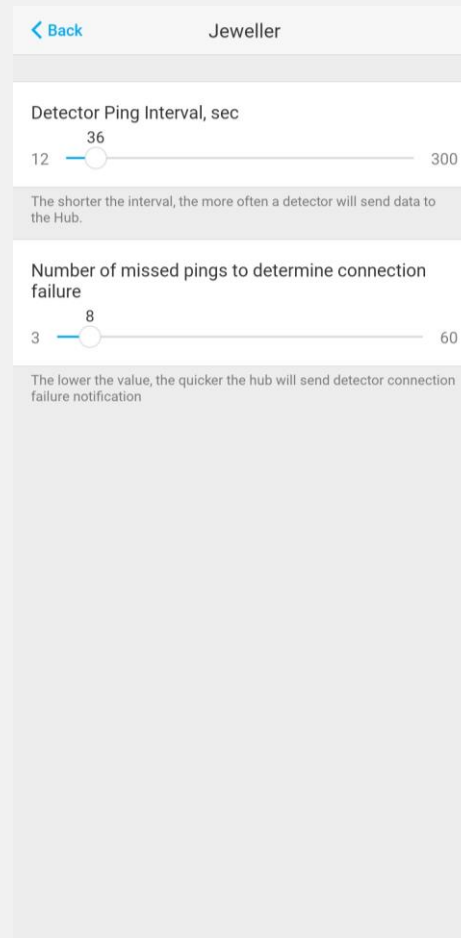 Back
Jeweller
Detector Ping Interval, sec
36
12
300
The shorter the interval, the more often a detector will send data to
the Hub.
Number of missed pings to determine connection
failure
8
3
60
The lower the value, the quicker the hub will send detector connection
failure notification